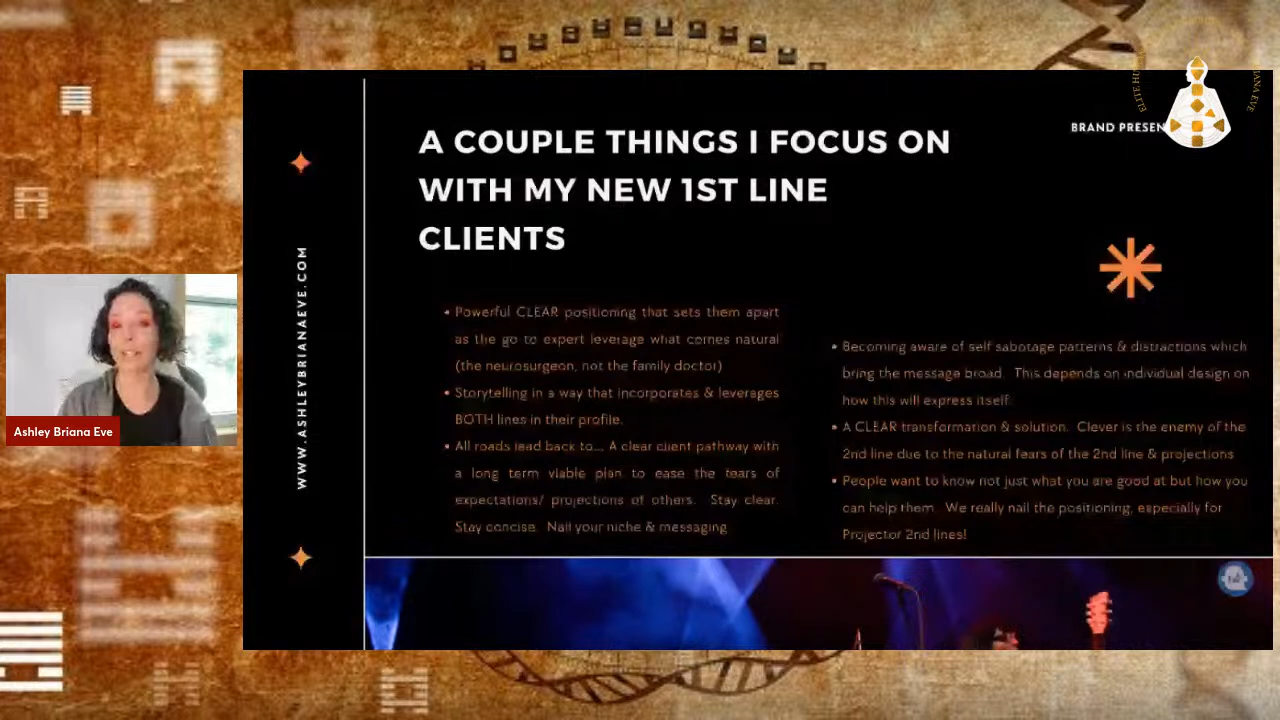 A COUPLE THINGS I FOCUS ON
WITH MY NEW 1ST LINE
CLIENTS
BRAND PRESEN
WWW.ASHLEYBRIANAEVE.COM
• Powerful CLEAR positioning that sets them apart
as the go to expert leverage what comes natural
(the neurosurgeon, not the family doctor)
• Storytelling in a way that incorporates & leverages
BOTH lines in their profile.
• All roads lead back to... A clear client pathway with
a long term viable plan to ease the fears of
expectations/ projections of others. Stay clear.
Stay concise. Nail your niche & messaging
• Becoming aware of self sabotage patterns & distractions which
bring the message broad. This depends on individual design on
how this will express itself.
• A CLEAR transformation & solution. Clever is the enemy of the
2nd line due to the natural fears of the 2nd line & projections
• People want to know not just what you are good at but how you
can help them. We really nail the positioning, especially for
Projector 2nd lines!
Ashley Briana Eve
ELITE HU
IANA EVE